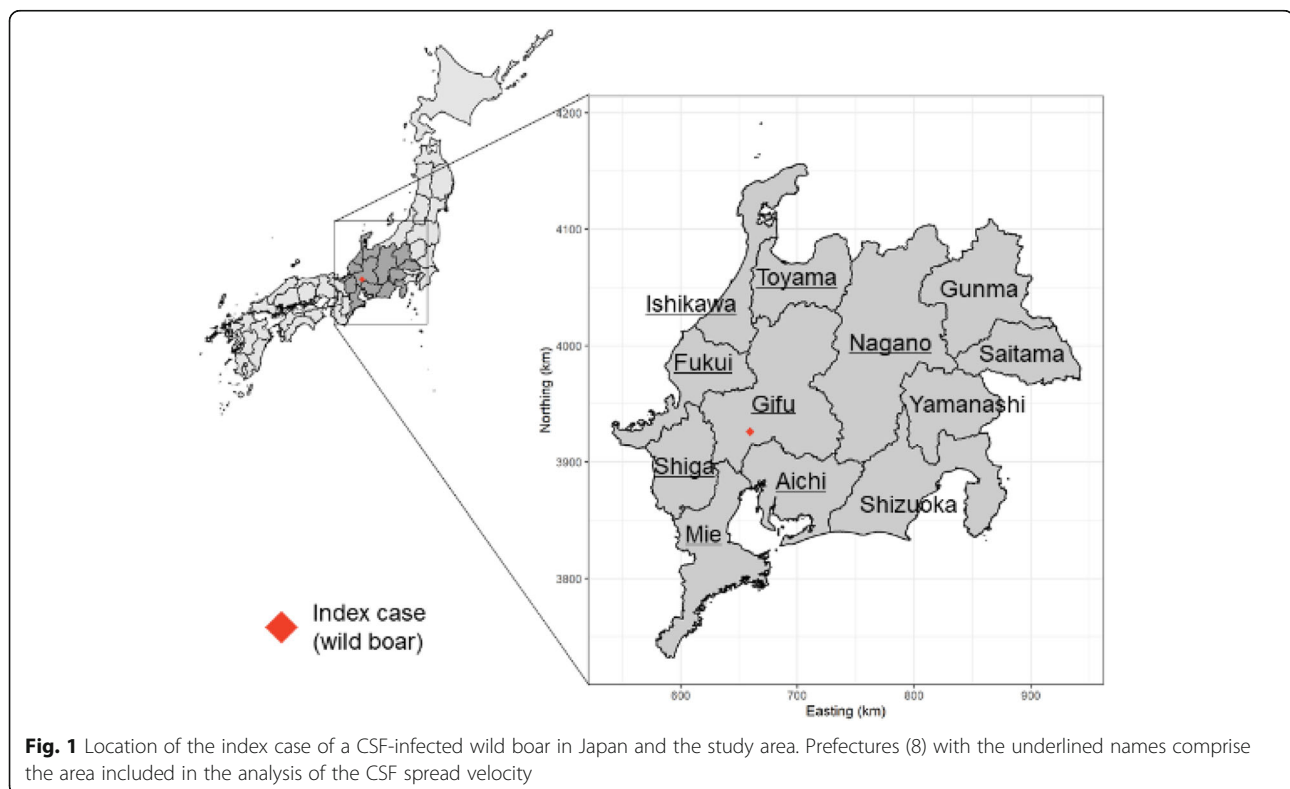 4200
4100
4000
3900
3800
Northing (km)
Toyama
Ishikawa
Gunma
Nagano
Saitama
Fukui
Gifu
Yamanashi
Shiga
Aichi
Shizuoka
Mie
600 700 800 900
Easting (km)
Index case
(wild boar)
Fig. 1 Location of the index case of a CSF-infected wild boar in Japan and the study area. Prefectures (8) with the underlined names comprise
the area included in the analysis of the CSF spread velocity